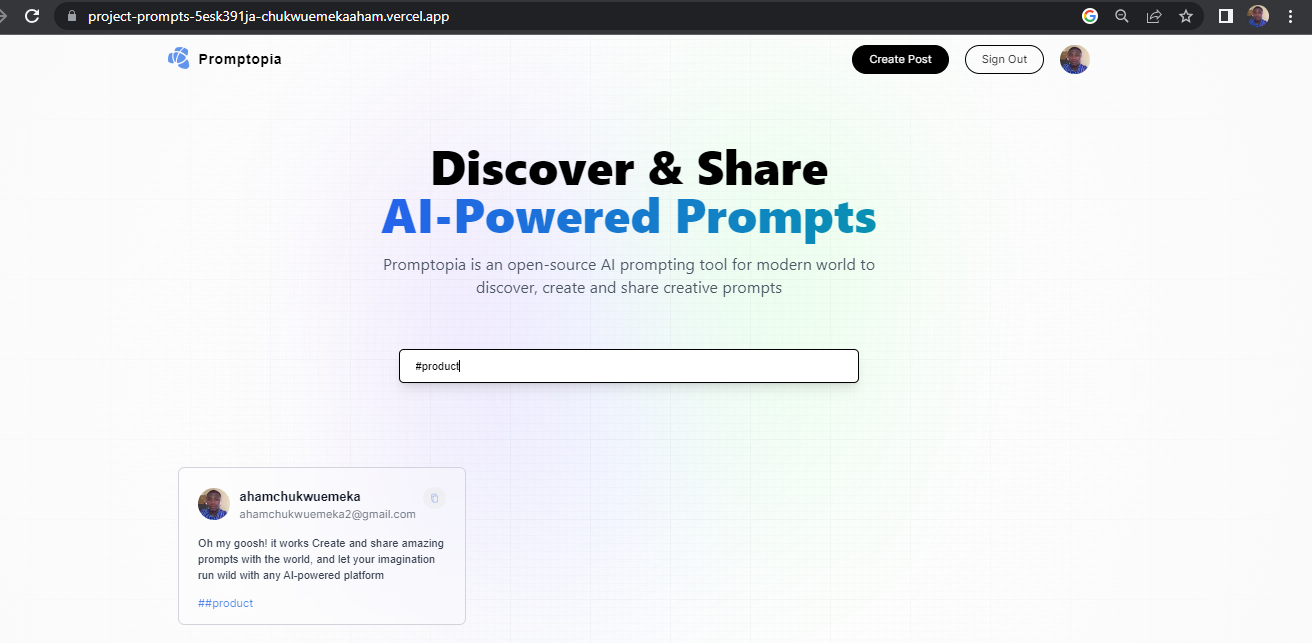 project-prompts-5esk391ja-chukwuemekaaham.vercel.app
Promptopia
Create Post
Sign Out
Discover & Share
AI-Powered Prompts
Promptopia is an open-source AI prompting tool for modern world to
discover, create and share creative prompts
#product
ahamchukwuemeka
ahamchukwuemeka2@gmail.com
Oh my goosh! it works Create and share amazing
prompts with the world, and let your imagination
run wild with any AI-powered platform
##product